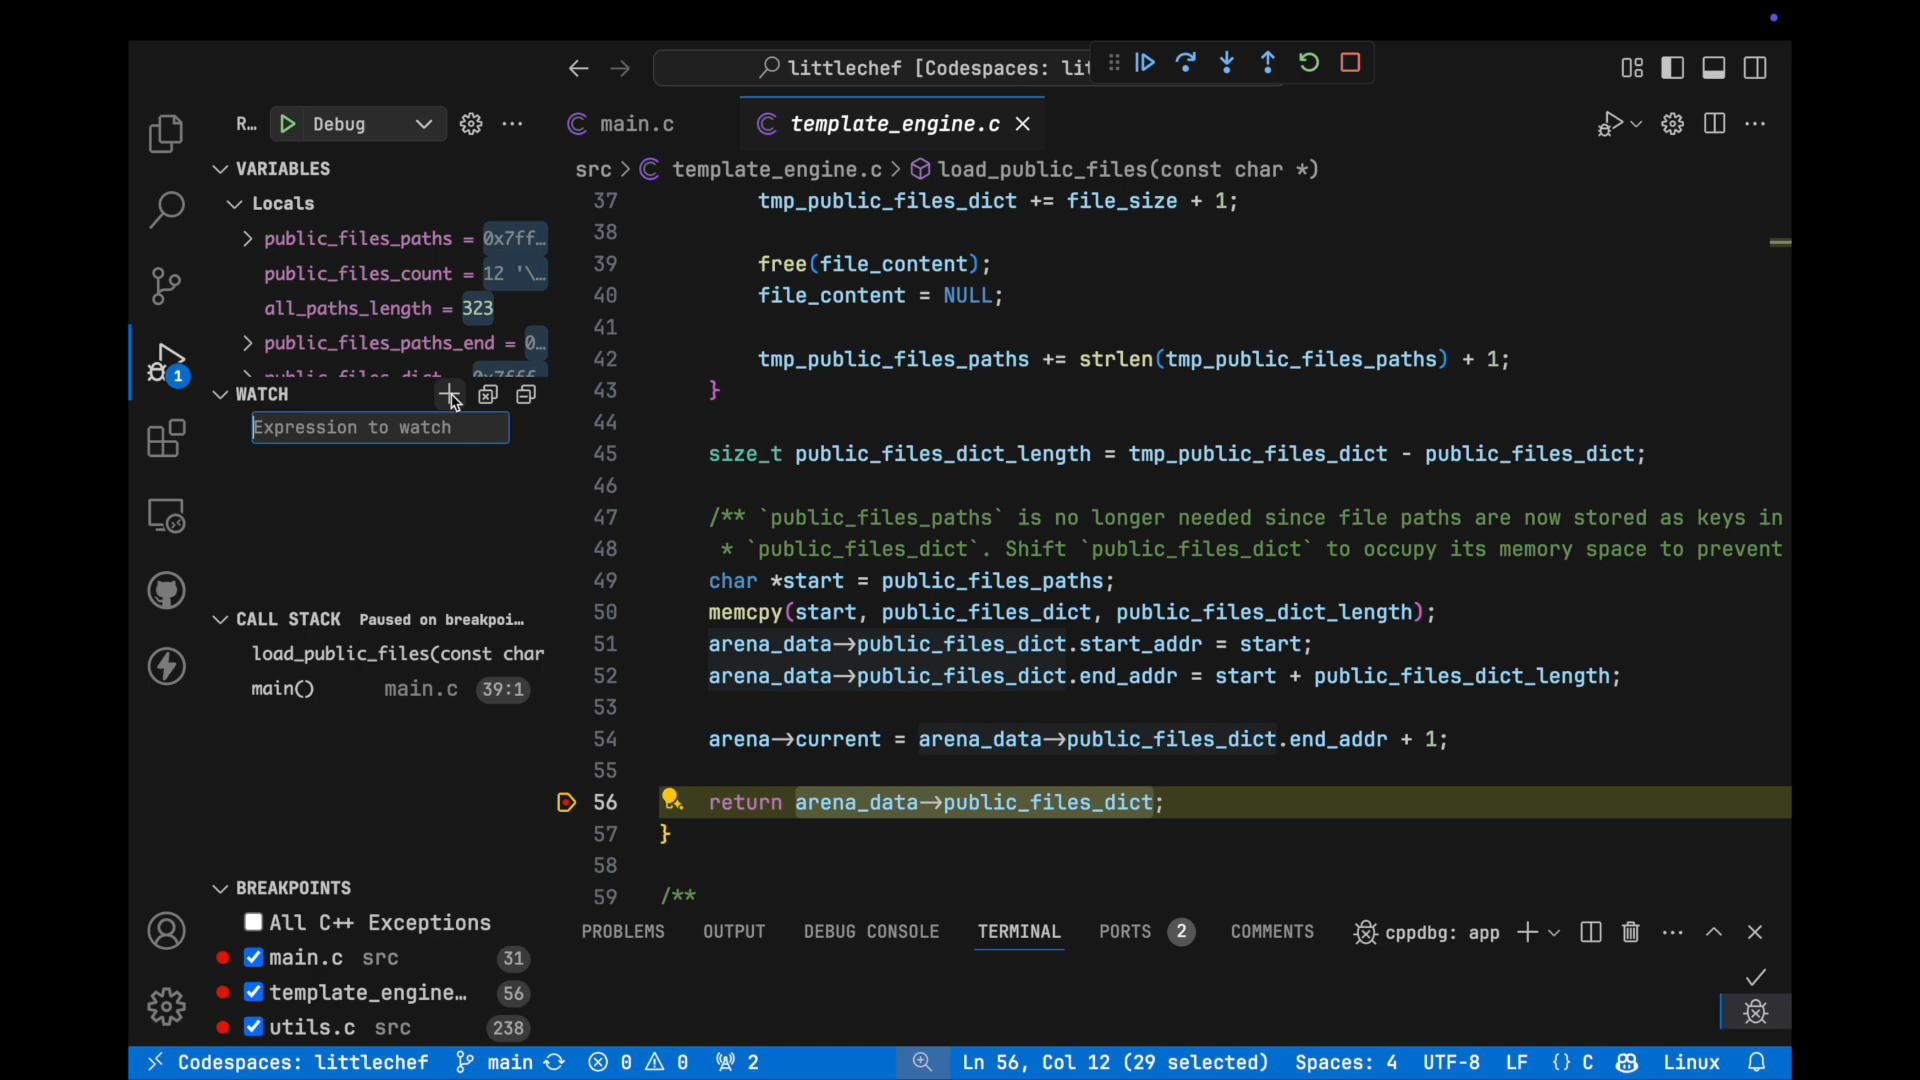 littlechef [Codespaces: lit
R... Debug
main.c
template_engine.c
VARIABLES
src > template_engine.c > load_public_files(const char *)
Locals
public_files_paths = 0x7ff…
public_files_count = 12 '\…
all_paths_length = 323
public_files_paths_end = 0…
public_files_dict = 0x7fff
WATCH
Expression to watch
CALL STACK Paused on breakpoi…
load_public_files(const char
main() main.c 39:1
BREAKPOINTS
All C++ Exceptions
main.c src 31
template_engine… 56
utils.c src 238
37 tmp_public_files_dict += file_size + 1;
38
39 free(file_content);
40 file_content = NULL;
41
42 tmp_public_files_paths += strlen(tmp_public_files_paths) + 1;
43 }
44
45 size_t public_files_dict_length = tmp_public_files_dict - public_files_dict;
46
47 /** `public_files_paths` is no longer needed since file paths are now stored as keys in
48 * `public_files_dict`. Shift `public_files_dict` to occupy its memory space to prevent
49 char *start = public_files_paths;
50 memcpy(start, public_files_dict, public_files_dict_length);
51 arena_data->public_files_dict.start_addr = start;
52 arena_data->public_files_dict.end_addr = start + public_files_dict_length;
53
54 arena->current = arena_data->public_files_dict.end_addr + 1;
55
56 return arena_data->public_files_dict;
57 }
58
59 /**
PROBLEMS OUTPUT DEBUG CONSOLE TERMINAL PORTS 2 COMMENTS cppdbg: app
1
Codespaces: littlechef main 0 0 2 Ln 56, Col 12 (29 selected) Spaces: 4 UTF-8 LF {} C Linux